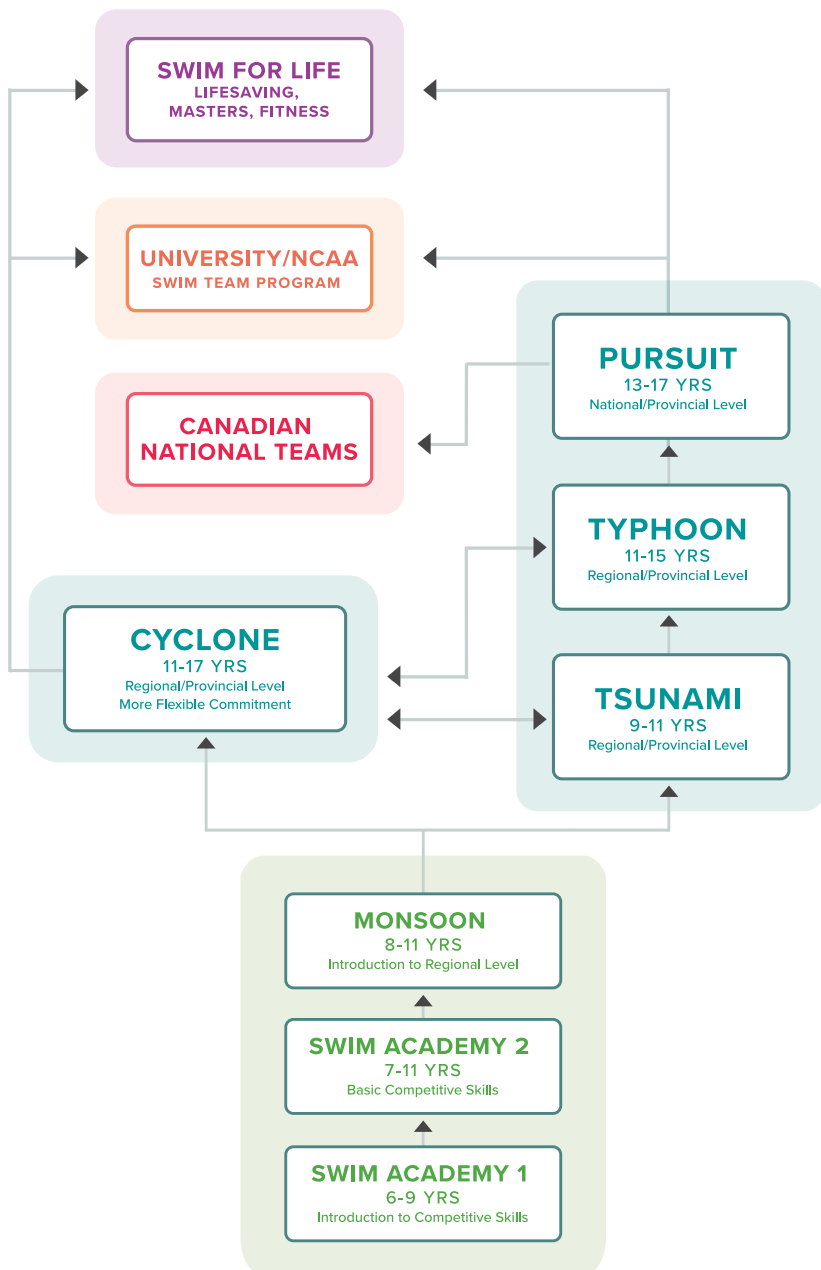 SWIM FOR LIFE
LIFESAVING,
MASTERS, FITNESS
UNIVERSITY/NCAA
SWIM TEAM PROGRAM
CANADIAN
NATIONAL TEAMS
PURSUIT
13-17 YRS
National/Provincial Level
TYPHOON
11-15 YRS
Regional/Provincial Level
CYCLONE
11-17 YRS
Regional/Provincial Level
More Flexible Commitment
TSUNAMI
9-11 YRS
Regional/Provincial Level
MONSOON
8-11 YRS
Introduction to Regional Level
SWIM ACADEMY 2
7-11 YRS
Basic Competitive Skills
SWIM ACADEMY 1
6-9 YRS
Introduction to Competitive Skills